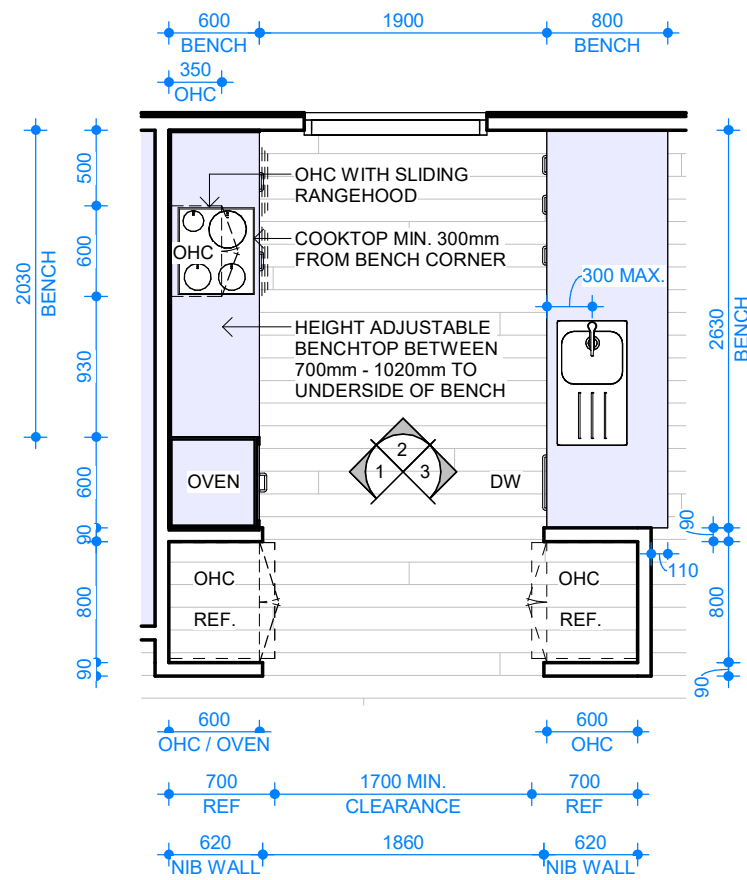 600
1900
800
BENCH
BENCH
350
OHC
OHC WITH SLIDING
RANGEHOOD
COOKTOP MIN. 300mm
FROM BENCH CORNER
HEIGHT ADJUSTABLE
BENCHTOP BETWEEN
700mm - 1020mm TO
UNDERSIDE OF BENCH
500
600
930
600
90
800
90
2030
BENCH
OHC
300 MAX.
2630
BENCH
1
2
3
OVEN
DW
OHC
REF.
OHC
REF.
90
110
800
90
600
OHC / OVEN
600
OHC
700
REF
1700 MIN.
CLEARANCE
700
REF
620
NIB WALL
1860
620
NIB WALL